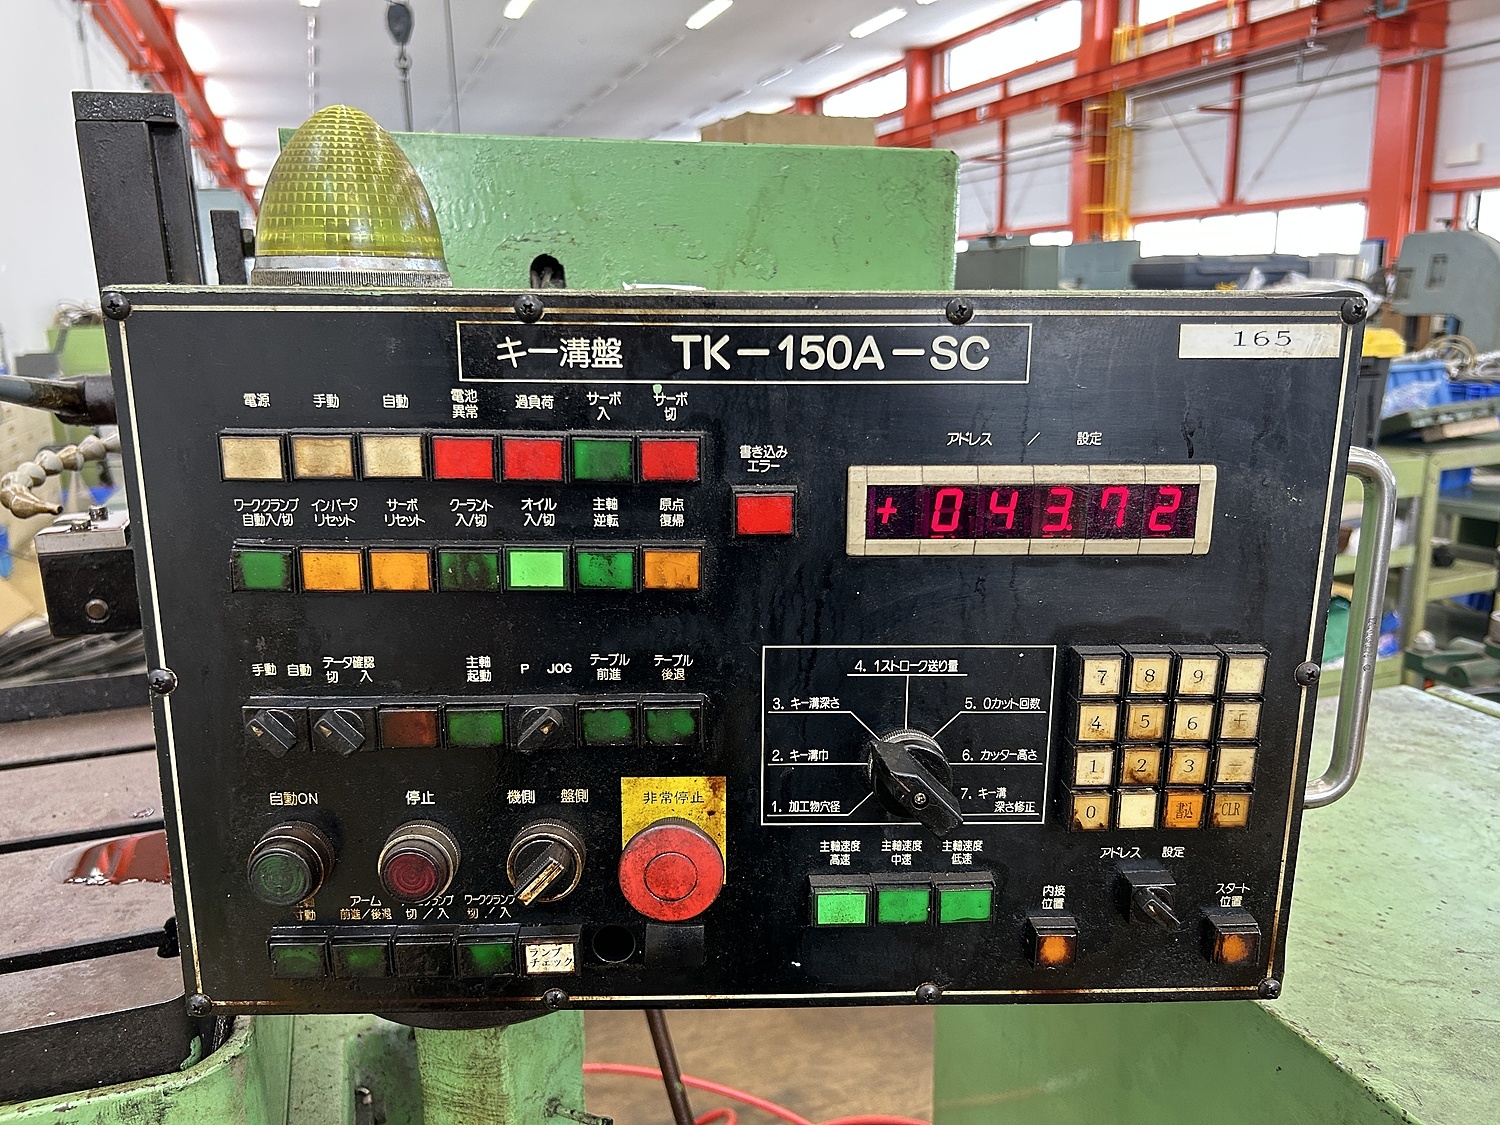 キー溝盤 TK-150A-SC
165
電源 手動 自動 電池異常 過負荷 サーボ入 サーボ切
書き込みエラー
アドレス / 設定
+043.772
ワーククランプ自動入/切 インバータリセット サーボリセット クーラント入/切 オイル入/切 主軸逆転 原点復帰
手動 自動 データ確認切 入 主軸起動 P JOG テーブル前進 テーブル後退
4. 1ストローク送り量
3. キー溝深さ 5. 0カット回数
2. キー溝巾 6. カッター高さ
1. 加工物穴径 7. キー溝深さ修正
7 8 9
4 5 6 +
1 2 3 -
0 書込 CLR
自動ON 停止 機側 盤側 非常停止
主軸速度高速 主軸速度中速 主軸速度低速
アドレス 設定
内接位置 スタート位置
寸動 アーム前進/後退 切/入 ワーククランプ切/入
ランプチェック